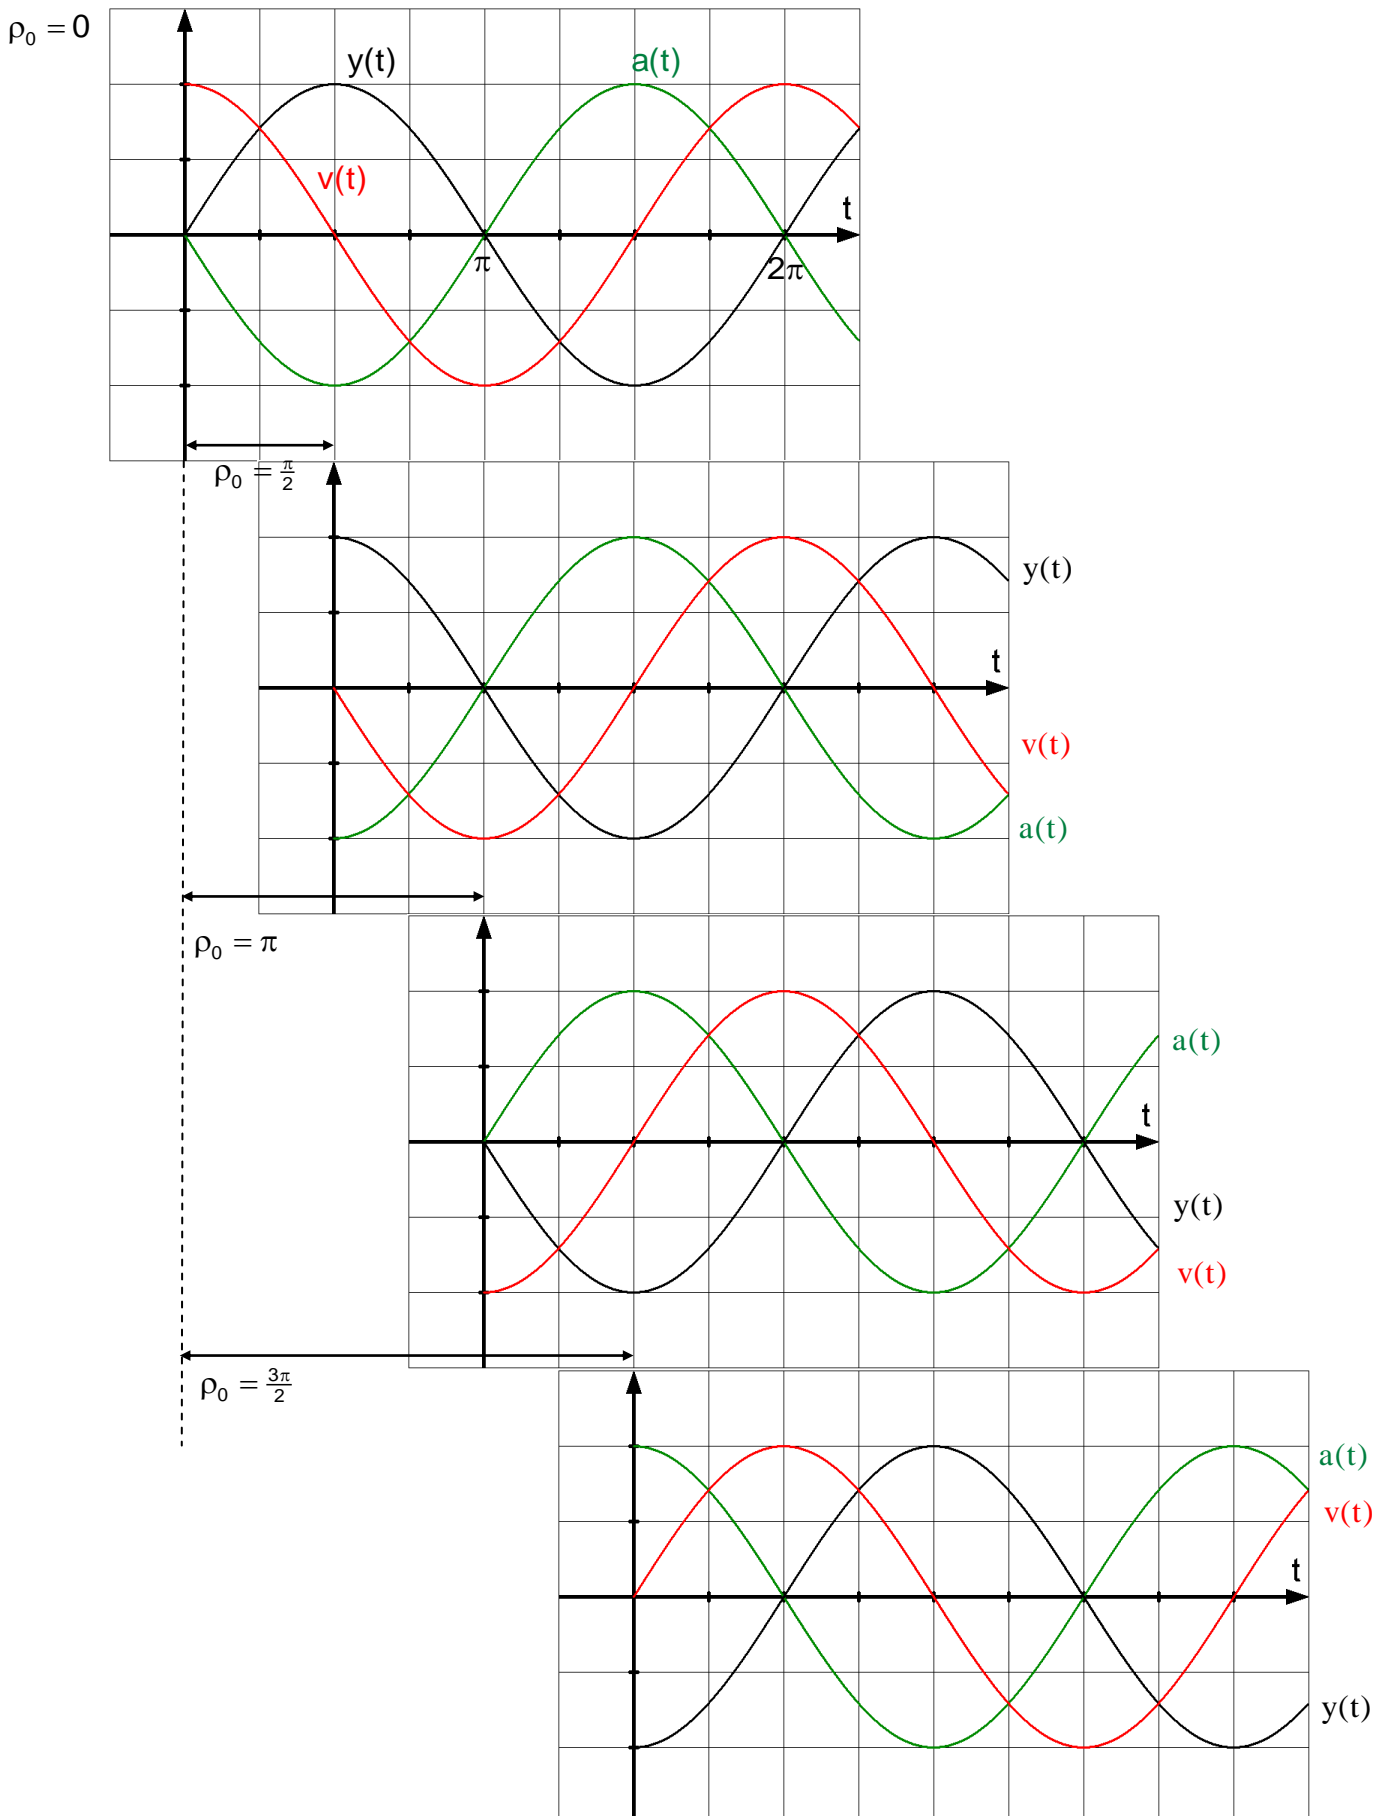 ρ₀ = 0
y(t)
a(t)
v(t)
t
π
2π
ρ₀ = π/2
y(t)
t
v(t)
a(t)
ρ₀ = π
a(t)
t
y(t)
v(t)
ρ₀ = 3π/2
a(t)
v(t)
t
y(t)